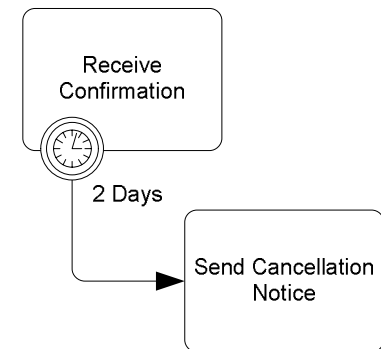 Receive
Confirmation
2 Days
Send Cancellation
Notice